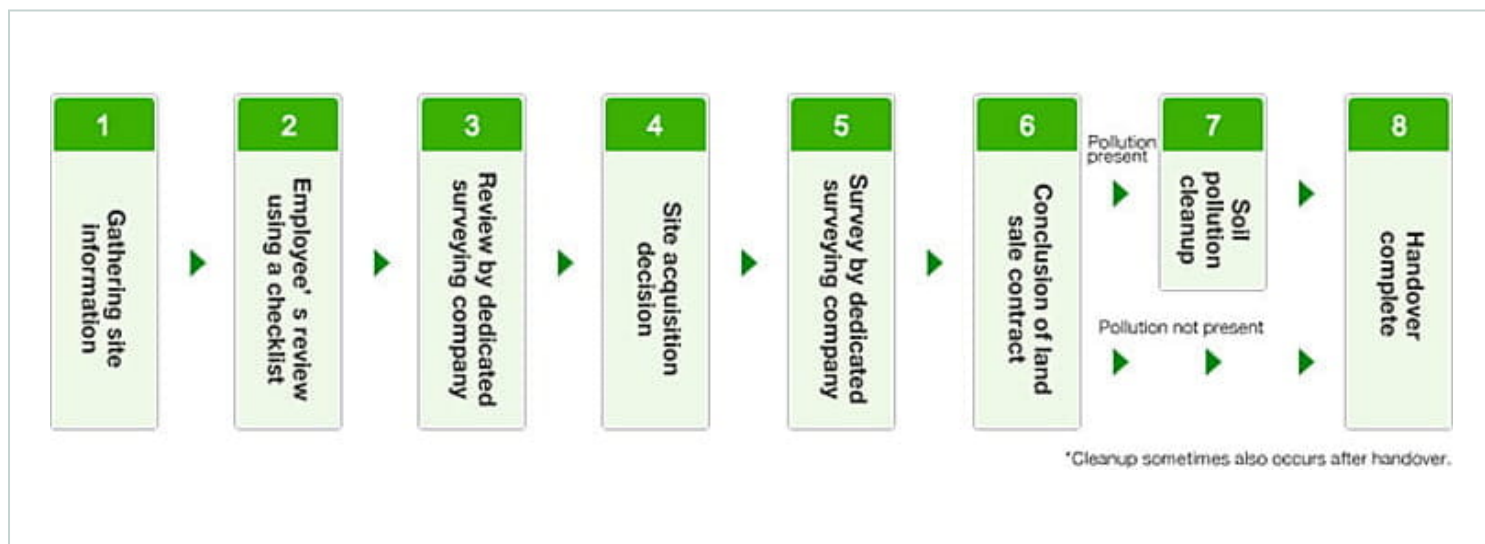 1
Gathering site
information
2
Employee's review
using a checklist
3
Review by dedicated
surveying company
4
Site acquisition
decision
5
Survey by dedicated
surveying company
6
Conclusion of land
sale contract
Pollution
present
7
Soil
pollution
cleanup
Pollution not present
8
Handover
complete
*Cleanup sometimes also occurs after handover.